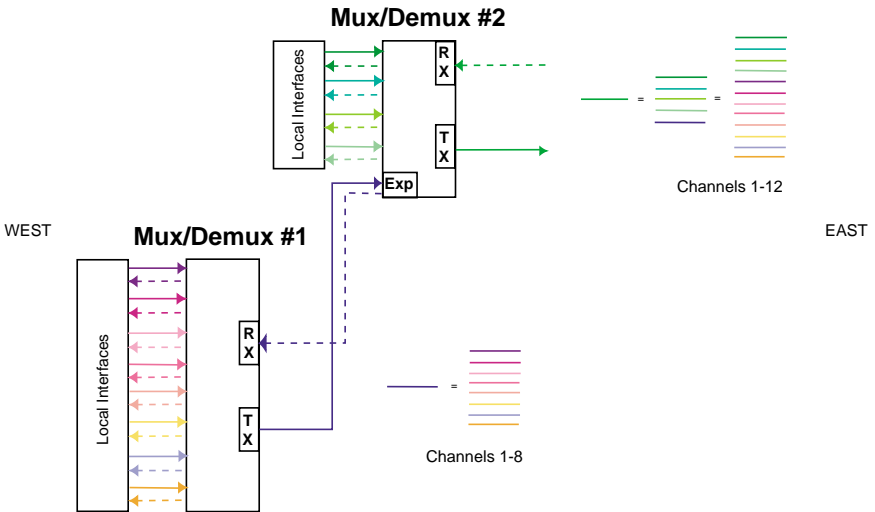 Mux/Demux #2
Local Interfaces
R
X
T
X
Exp
=
=
Channels 1-12
WEST
EAST
Mux/Demux #1
Local Interfaces
R
X
T
X
=
Channels 1-8